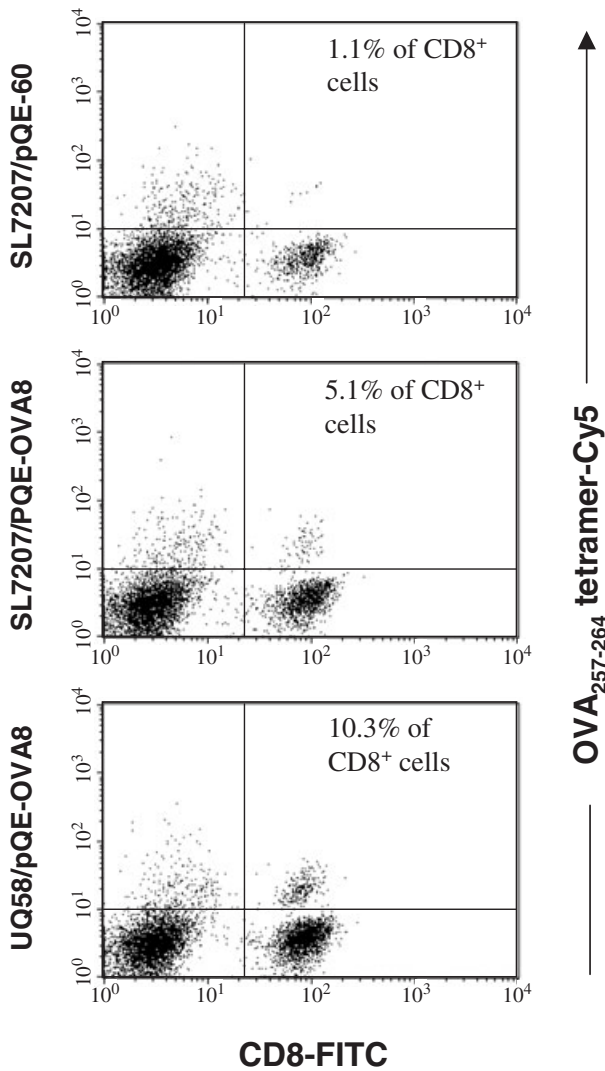 SL7207/pQE-60
1.1% of CD8⁺
cells
10⁴
10³
10²
10¹
10⁰
10⁰ 10¹ 10² 10³ 10⁴
SL7207/PQE-OVA8
5.1% of CD8⁺
cells
10⁴
10³
10²
10¹
10⁰
10⁰ 10¹ 10² 10³ 10⁴
UQ58/pQE-OVA8
10.3% of
CD8⁺ cells
10⁴
10³
10²
10¹
10⁰
10⁰ 10¹ 10² 10³ 10⁴
CD8-FITC
OVA₂₅₇₋₂₆₄ tetramer-Cy5